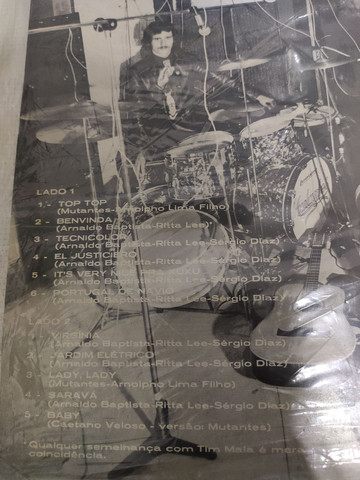 LADO 1
1 - TOP TOP
(Mutantes-Arnolpho Lima Filho)
2 - BENVINDA
(Arnaldo Baptista-Ritta Lee)*
3 - TECNICOLOR
(Arnaldo Baptista-Ritta Lee-Sérgio Diaz)
4 - EL JUSTICIERO
(Arnaldo Baptista-Ritta Lee-Sérgio Diaz)
5 - IT'S VERY NICE PRA XUXU
(Arnaldo Baptista-Ritta Lee-Sérgio Diaz)
6 - PORTUGAL DE NAVIO
(Arnaldo Baptista-Ritta Lee-Sérgio Diaz)
LADO
1 - VIRGINIA
(Arnaldo Baptista-Ritta Lee-Sérgio Diaz)
2 - JARDIM ELÉTRICO
(Arnaldo Baptista-Ritta Lee-Sérgio Diaz)
3 - LADY, LADY
(Mutantes-Arnolpho Lima Filho)
4 - SARAVÁ
(Arnaldo Baptista-Ritta Lee-Sérgio Diaz)
5 - BABY
(Caetano Veloso - versão: Mutantes)
*Qualquer semelhança com Tim Maia é mera
coincidência.